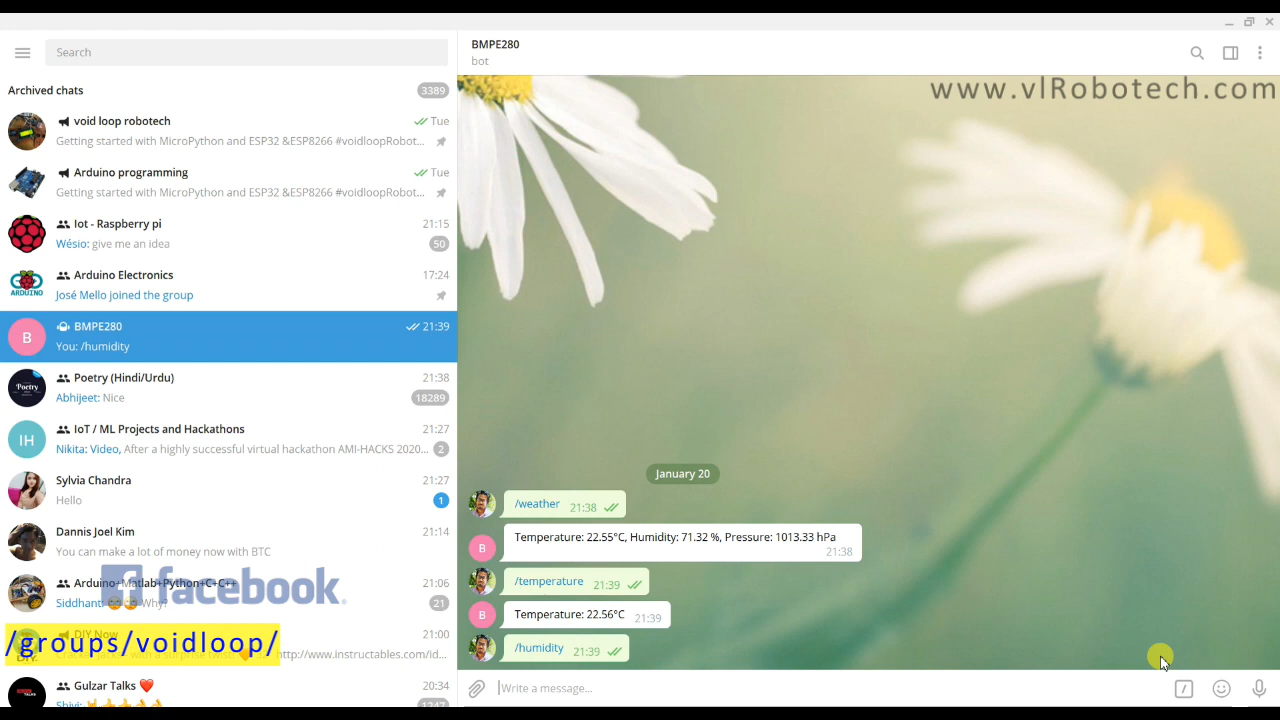 Search
BMPE280
bot
www.vlRobotech.com
Archived chats
3389
void loop robotech
Tue
Getting started with MicroPython and ESP32 &ESP8266 #voidloopRobot...
Arduino programming
Tue
Getting started with MicroPython and ESP32 &ESP8266 #voidloopRobot...
Iot - Raspberry pi
21:15
Wésio: give me an idea
50
Arduino Electronics
17:24
José Mello joined the group
ARDUINO
B
BMPE280
21:39
You: /humidity
Poetry (Hindi/Urdu)
21:38
Poetry
Abhijeet: Nice
18289
IH
IoT / ML Projects and Hackathons
21:27
Nikita: Video, After a highly successful virtual hackathon AMI-HACKS 2020...
2
Sylvia Chandra
21:27
Hello
1
Dannis Joel Kim
21:14
You can make a lot of money now with BTC
Arduino+Matlab+Python+C+C++
21:06
Siddhant: Why?
21
facebook
DIY Now
21:00
/groups/voidloop/
http://www.instructables.com/id...
Gulzar Talks
20:34
Shivi:
January 20
/weather 21:38
B
Temperature: 22.55°C, Humidity: 71.32 %, Pressure: 1013.33 hPa
21:38
/temperature 21:39
B
Temperature: 22.56°C 21:39
/humidity 21:39
Write a message...